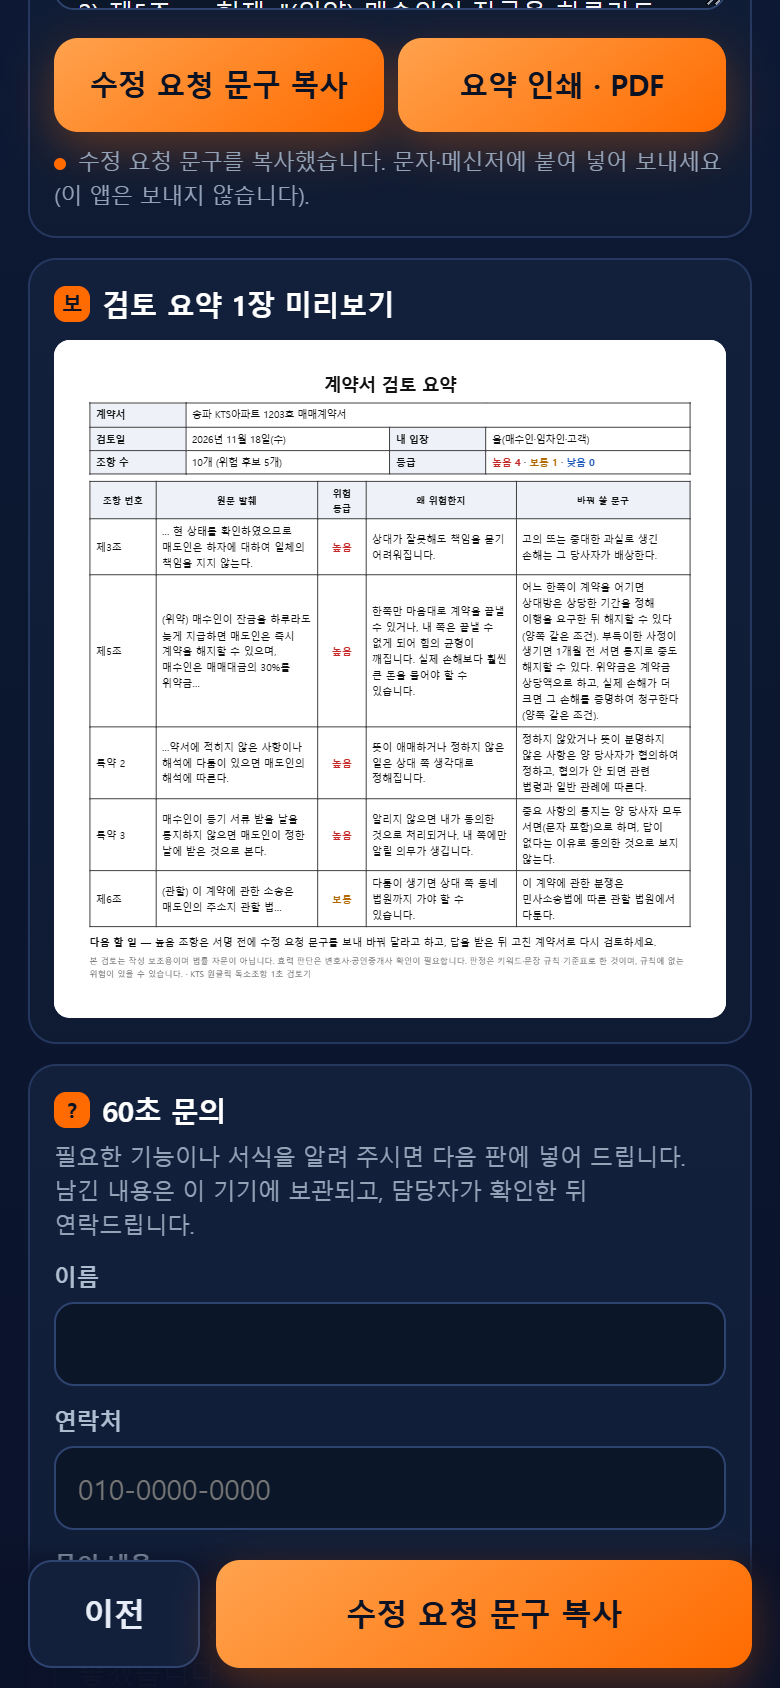 수정 요청 문구 복사
요약 인쇄 · PDF
수정 요청 문구를 복사했습니다. 문자·메신저에 붙여 넣어 보내세요
(이 앱은 보내지 않습니다).
보 검토 요약 1장 미리보기
계약서 검토 요약
계약서 송파 KTS아파트 1203호 매매계약서
검토일 2026년 11월 18일(수) 내 입장 을(매수인·임차인·고객)
조항 수 10개 (위험 후보 5개) 등급 높음 4 · 보통 1 · 낮음 0
조항 번호 원문 발췌 위험 등급 왜 위험한지 바꿔 쓸 문구
제3조
... 현 상태를 확인하였으므로
매도인은 하자에 대하여 일체의
책임을 지지 않는다.
높음
상대가 잘못해도 책임을 묻기
어려워집니다.
고의 또는 중대한 과실로 생긴
손해는 그 당사자가 배상한다.
제5조
(위약) 매수인이 잔금을 하루라도
늦게 지급하면 매도인은 즉시
계약을 해지할 수 있으며,
매수인은 매매대금의 30%를
위약금...
높음
한쪽만 마음대로 계약을 끝낼
수 있거나, 내 쪽은 끝낼 수
없게 되어 힘의 균형이
깨집니다. 실제 손해보다 훨씬
큰 돈을 물어야 할 수
있습니다.
어느 한쪽이 계약을 어기면
상대방은 상당한 기간을 정해
이행을 요구한 뒤 해지할 수 있다
(양쪽 같은 조건). 부득이한 사정이
생기면 1개월 전 서면 통지로 중도
해지할 수 있다. 위약금은 계약금
상당액으로 하고, 실제 손해가 더
크면 그 손해를 증명하여 청구한다
(양쪽 같은 조건).
특약 2
...약서에 적히지 않은 사항이나
해석에 다툼이 있으면 매도인의
해석에 따른다.
높음
뜻이 애매하거나 정하지 않은
일은 상대 쪽 생각대로
정해집니다.
정하지 않았거나 뜻이 분명하지
않은 사항은 양 당사자가 협의하여
정하고, 협의가 안 되면 관련
법령과 일반 관례에 따른다.
특약 3
매수인이 등기 서류 받을 날을
통지하지 않으면 매도인이 정한
날에 받은 것으로 본다.
높음
알리지 않으면 내가 동의한
것으로 처리되거나, 내 쪽에만
알릴 의무가 생깁니다.
중요 사항의 통지는 양 당사자 모두
서면(문자 포함)으로 하며, 답이
없다는 이유로 동의한 것으로 보지
않는다.
제6조
(관할) 이 계약에 관한 소송은
매도인의 주소지 관할 법...
보통
다툼이 생기면 상대 쪽 동네
법원까지 가야 할 수
있습니다.
이 계약에 관한 분쟁은
민사소송법에 따른 관할 법원에서
다툰다.
다음 할 일 — 높음 조항은 서명 전에 수정 요청 문구를 보내 바꿔 달라고 하고, 답을 받은 뒤 고친 계약서로 다시 검토하세요.
본 검토는 작성 보조용이며 법률 자문이 아닙니다. 효력 판단은 변호사·공인중개사 확인이 필요합니다. 판정은 키워드·문장 규칙 기준표로 한 것이며, 규칙에 없는
위험이 있을 수 있습니다. · KTS 원클릭 독소조항 1초 검토기
? 60초 문의
필요한 기능이나 서식을 알려 주시면 다음 판에 넣어 드립니다.
남긴 내용은 이 기기에 보관되고, 담당자가 확인한 뒤
연락드립니다.
이름
연락처
010-0000-0000
이전
수정 요청 문구 복사